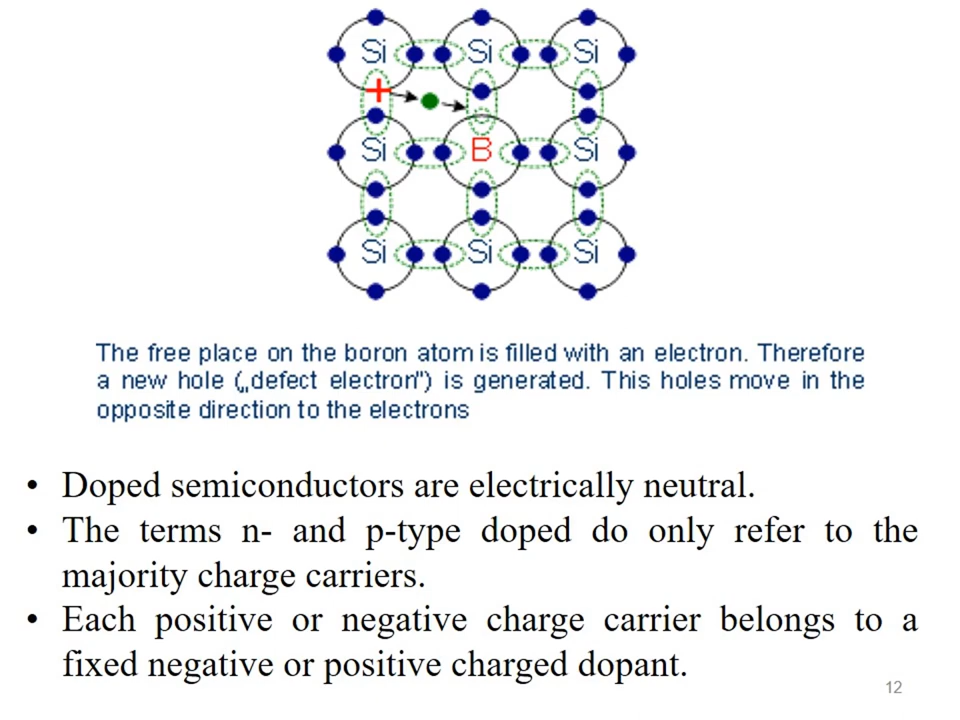 Si Si Si
+
Si B Si
Si Si Si
The free place on the boron atom is filled with an electron. Therefore
a new hole („defect electron") is generated. This holes move in the
opposite direction to the electrons
• Doped semiconductors are electrically neutral.
• The terms n- and p-type doped do only refer to the
majority charge carriers.
• Each positive or negative charge carrier belongs to a
fixed negative or positive charged dopant.
12